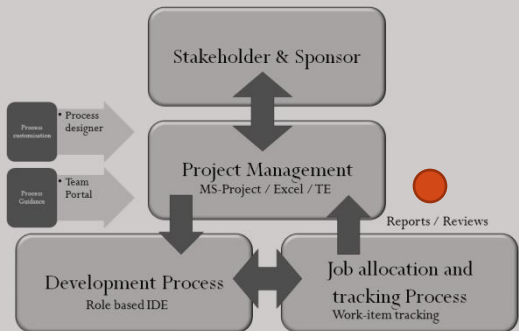 Stakeholder & Sponsor
Process
customization
• Process
designer
Project Management
MS-Project / Excel / TE
Process
Guidance
• Team
Portal
Reports / Reviews
Development Process
Role based IDE
Job allocation and
tracking Process
Work-item tracking